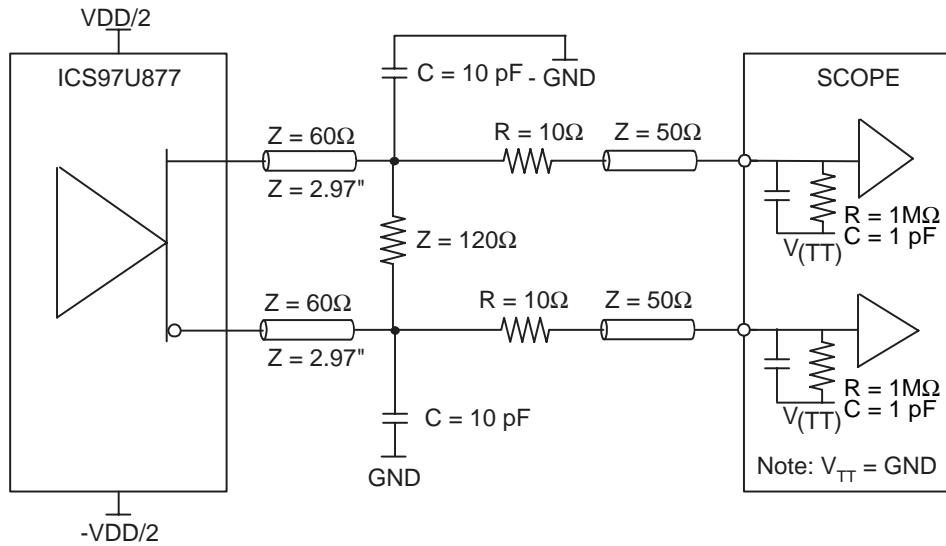 VDD/2
ICS97U877
C = 10 pF
- GND
SCOPE
Z = 60Ω
R = 10Ω
Z = 50Ω
Z = 2.97"
R = 1MΩ
C = 1 pF
V(TT)
Z = 120Ω
Z = 60Ω
R = 10Ω
Z = 50Ω
Z = 2.97"
R = 1MΩ
C = 1 pF
V(TT)
C = 10 pF
GND
Note: VTT = GND
-VDD/2